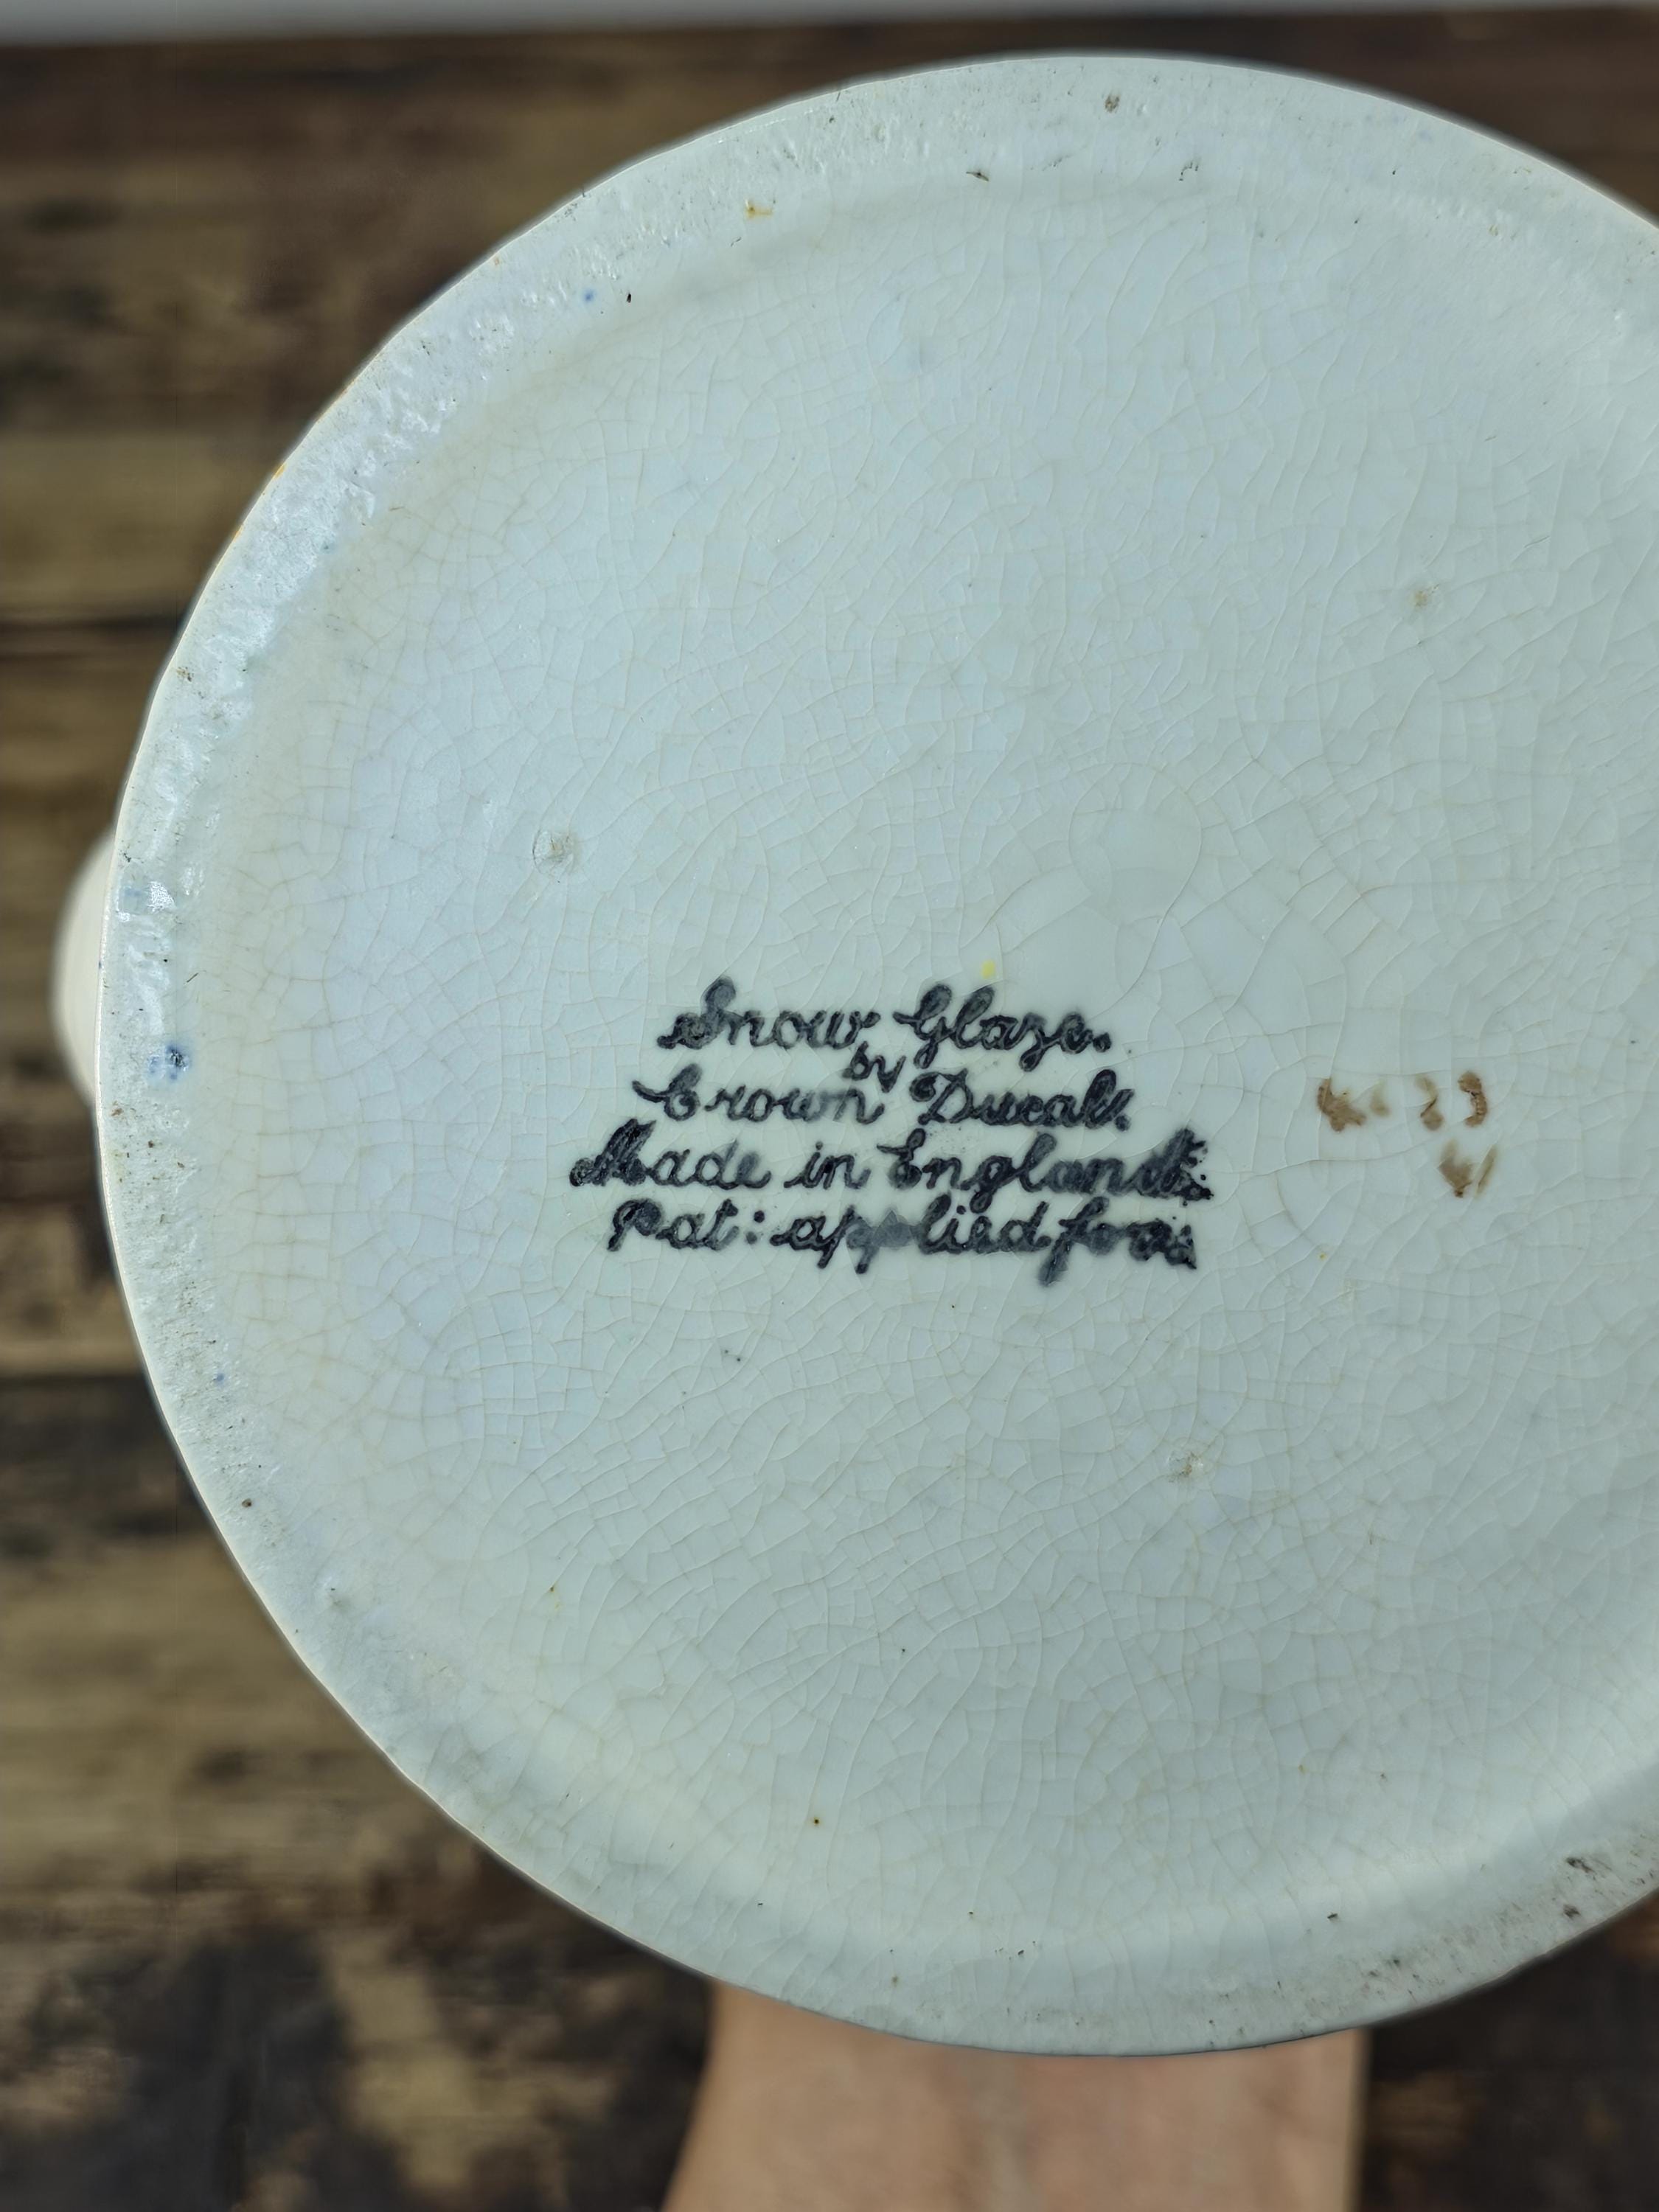 Snow Glaze.
by
Crown Ducal.
Made in England.
Pat: applied for.